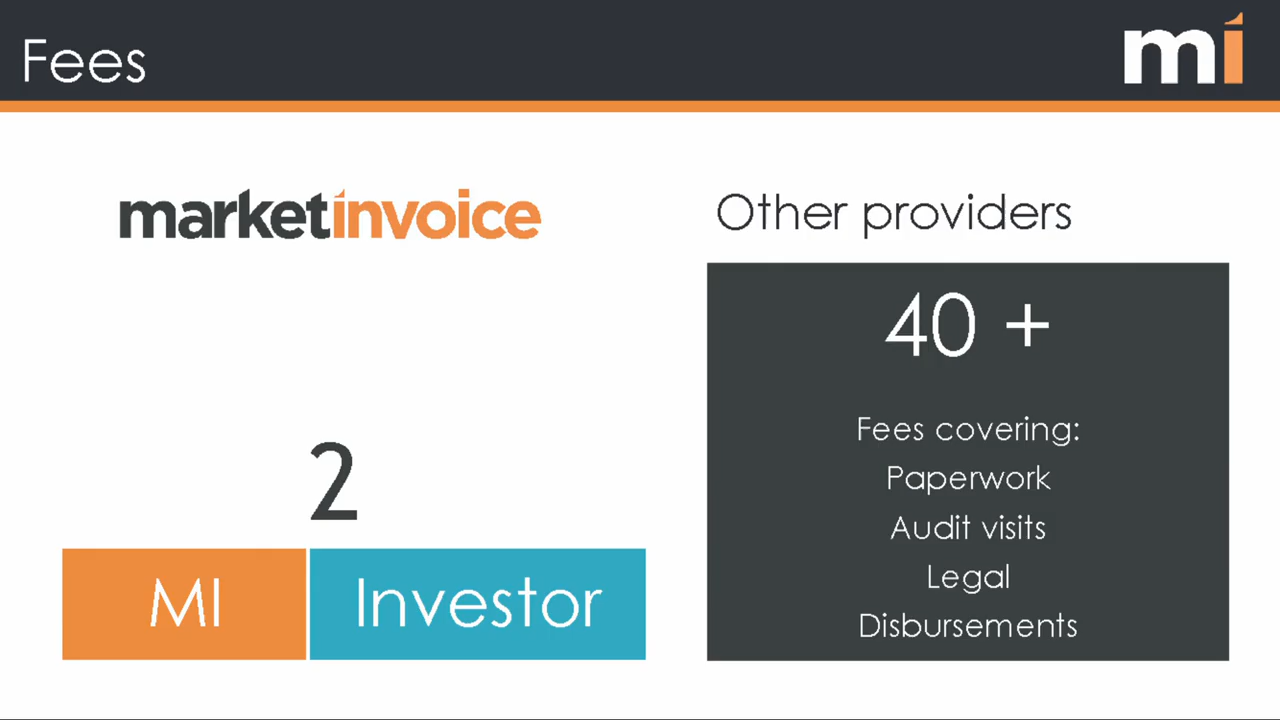 Fees
mi
marketinvoice
2
MI
Investor
Other providers
40 +
Fees covering:
Paperwork
Audit visits
Legal
Disbursements